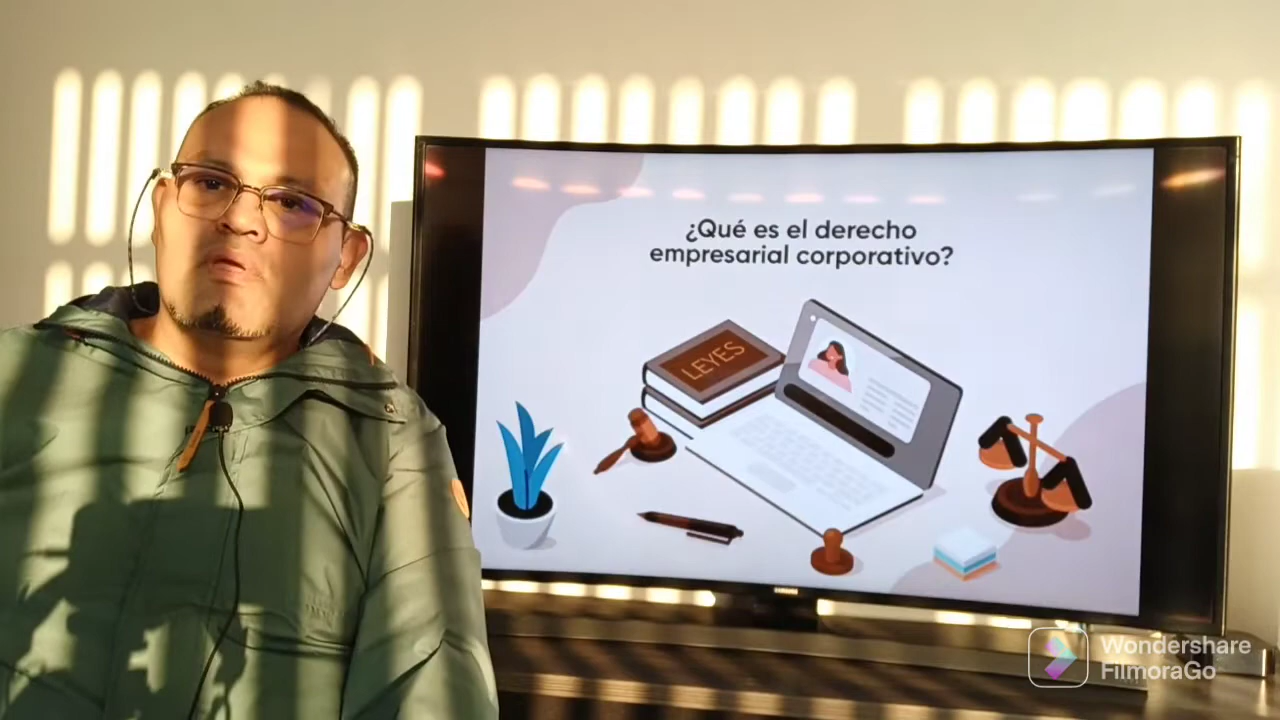 ¿Qué es el derecho
empresarial corporativo?
LEYES
Wondershare
FilmoraGo